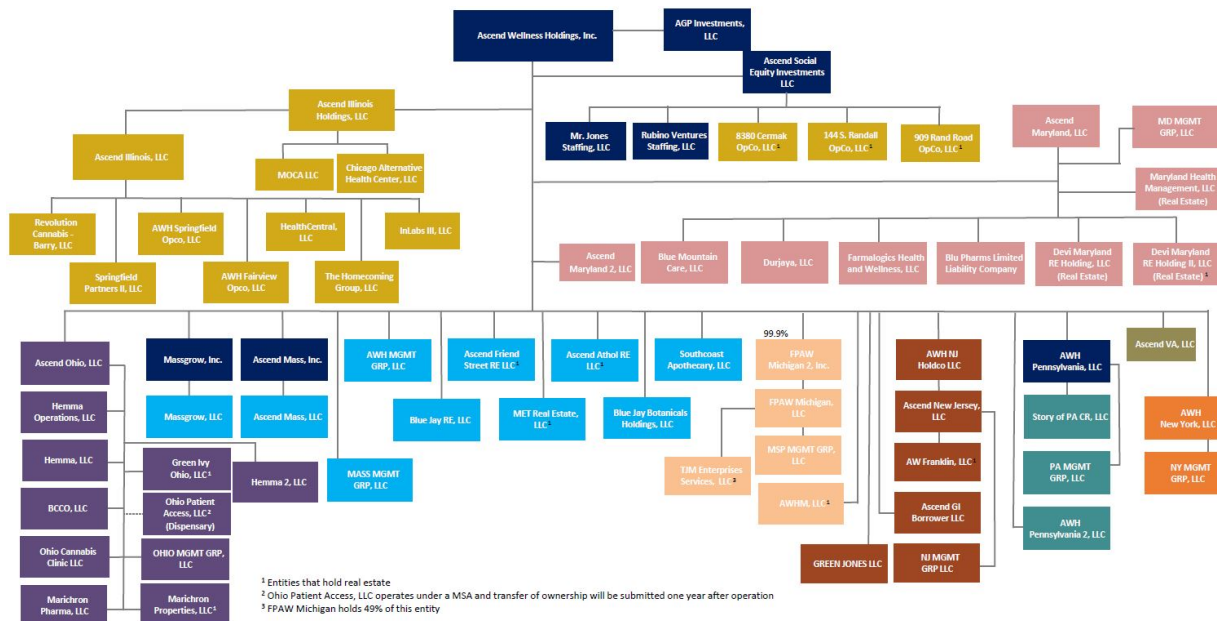 Ascend Wellness Holdings, Inc.
AGP Investments,
LLC
Ascend Social
Equity Investments
LLC
Ascend Illinois
Holdings, LLC
Ascend Illinois, LLC
MOCA LLC
Chicago Alternative
Health Center, LLC
Mr. Jones
Staffing, LLC
Rubino Ventures
Staffing, LLC
8380 Cermak
OpCo, LLC¹
144 S. Randall
OpCo, LLC¹
909 Rand Road
OpCo, LLC¹
Ascend
Maryland, LLC
MD MGMT
GRP, LLC
Maryland Health
Management, LLC
(Real Estate)
Revolution
Cannabis –
Barry, LLC
AWH Springfield
Opco, LLC
HealthCentral,
LLC
InLabs III, LLC
Springfield
Partners II, LLC
AWH Fairview
Opco, LLC
The Homecoming
Group, LLC
Ascend
Maryland 2, LLC
Blue Mountain
Care, LLC
Durjaya, LLC
Farmalogics Health
and Wellness, LLC
Blu Pharms Limited
Liability Company
Devi Maryland
RE Holding, LLC
(Real Estate)
Devi Maryland
RE Holding II, LLC
(Real Estate) ¹
Ascend Ohio, LLC
Hemma
Operations, LLC
Hemma, LLC
BCCO, LLC
Ohio Cannabis
Clinic LLC
Marichron
Pharma, LLC
Green Ivy
Ohio, LLC¹
Ohio Patient
Access, LLC²
(Dispensary)
OHIO MGMT GRP,
LLC
Marichron
Properties, LLC¹
Hemma 2, LLC
Massgrow, Inc.
Massgrow, LLC
Ascend Mass, Inc.
Ascend Mass, LLC
MASS MGMT
GRP, LLC
AWH MGMT
GRP, LLC
Blue Jay RE, LLC
Ascend Friend
Street RE LLC¹
MET Real Estate,
LLC¹
Ascend Athol RE
LLC¹
Blue Jay Botanicals
Holdings, LLC
Southcoast
Apothecary, LLC
99.9%
FPAW
Michigan 2, Inc.
FPAW Michigan,
LLC
MSP MGMT GRP,
LLC
TJM Enterprises
Services, LLC³
AWHM, LLC¹
GREEN JONES LLC
AWH NJ
Holdco LLC
Ascend New Jersey,
LLC
AW Franklin, LLC¹
Ascend GI
Borrower LLC
NJ MGMT
GRP LLC
AWH
Pennsylvania, LLC
Story of PA CR, LLC
PA MGMT
GRP, LLC
AWH
Pennsylvania 2, LLC
Ascend VA, LLC
AWH
New York, LLC
NY MGMT
GRP, LLC
¹ Entities that hold real estate
² Ohio Patient Access, LLC operates under a MSA and transfer of ownership will be submitted one year after operation
³ FPAW Michigan holds 49% of this entity